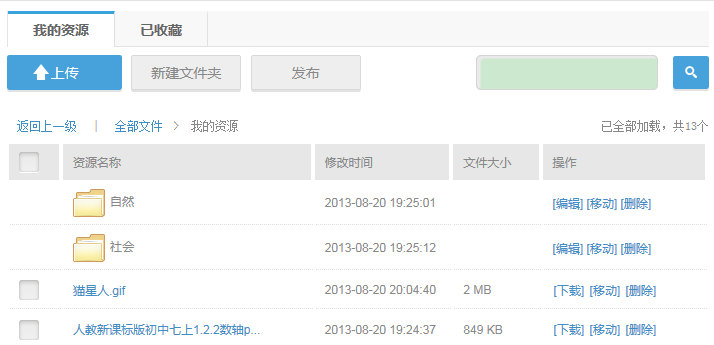 我的资源 已收藏
上传 新建文件夹 发布
返回上一级 | 全部文件 > 我的资源 已全部加载，共13个
资源名称 修改时间 文件大小 操作
自然 2013-08-20 19:25:01 [编辑] [移动] [删除]
社会 2013-08-20 19:25:12 [编辑] [移动] [删除]
猫星人.gif 2013-08-20 20:04:40 2 MB [下载] [移动] [删除]
人教新课标版初中七上1.2.2数轴p... 2013-08-20 19:24:37 849 KB [下载] [移动] [删除]